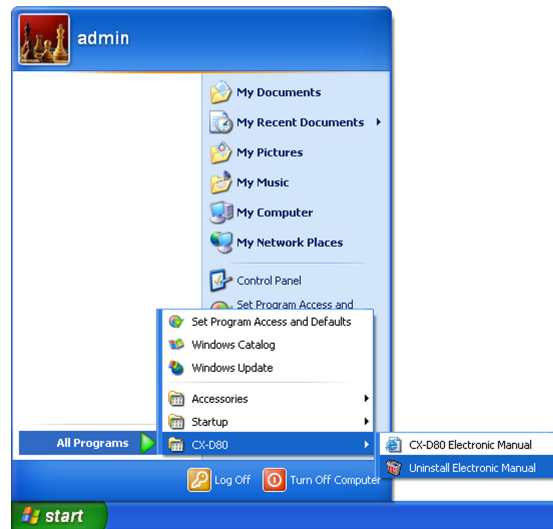 admin
My Documents
My Recent Documents
My Pictures
My Music
My Computer
My Network Places
Control Panel
Set Program Access and
Set Program Access and Defaults
Windows Catalog
Windows Update
Accessories
Startup
CX-D80
All Programs
CX-D80 Electronic Manual
Uninstall Electronic Manual
Log Off
Turn Off Computer
start